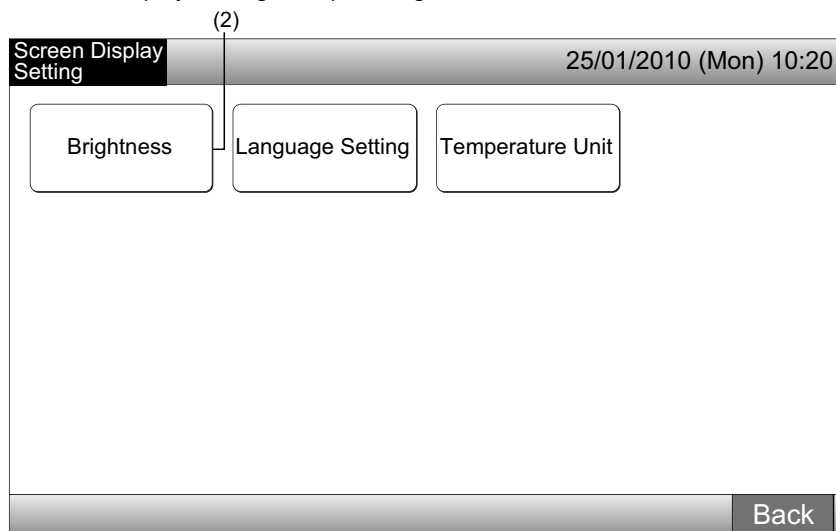 (2)
Screen Display
Setting
25/01/2010 (Mon) 10:20
Brightness
Language Setting
Temperature Unit
Back